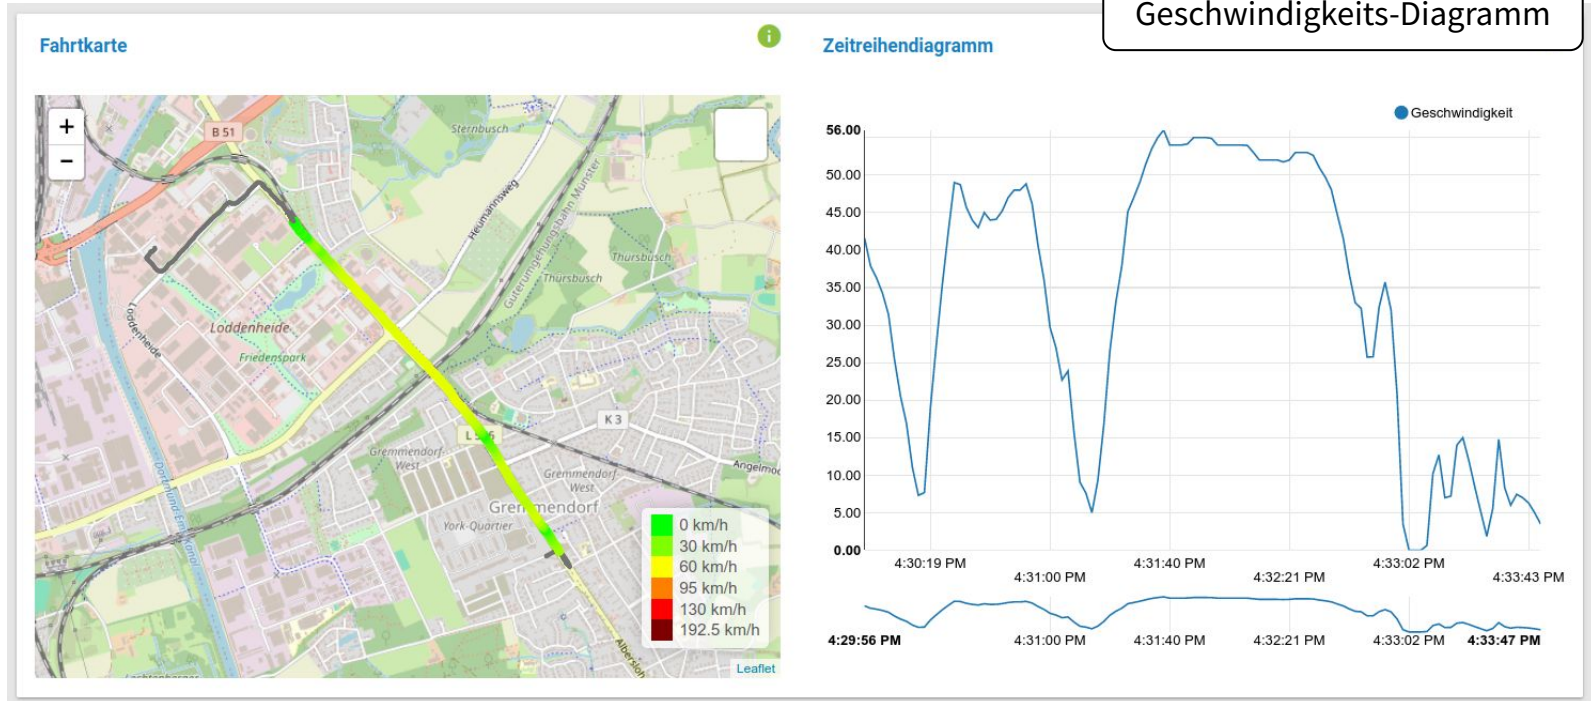 Geschwindigkeits-Diagramm
Fahrtkarte
i
+
−
B 51
Sternbusch
Heumannsweg
Güterumgehungsbahn Münster
Thürsbusch
Thürsbusch
Loddenheide
Loddenheide
Friedenspark
K 3
Gremmendorf-West
Gremmendorf West
Angelmod
Gremmendorf
York-Quartier
Dortmund-Ems-Kanal
Albersloh
0 km/h
30 km/h
60 km/h
95 km/h
130 km/h
192.5 km/h
Leaflet
Zeitreihendiagramm
Geschwindigkeit
56.00
50.00
45.00
40.00
35.00
30.00
25.00
20.00
15.00
10.00
5.00
0.00
4:30:19 PM
4:31:00 PM
4:31:40 PM
4:32:21 PM
4:33:02 PM
4:33:43 PM
4:29:56 PM
4:31:00 PM
4:31:40 PM
4:32:21 PM
4:33:02 PM
4:33:47 PM